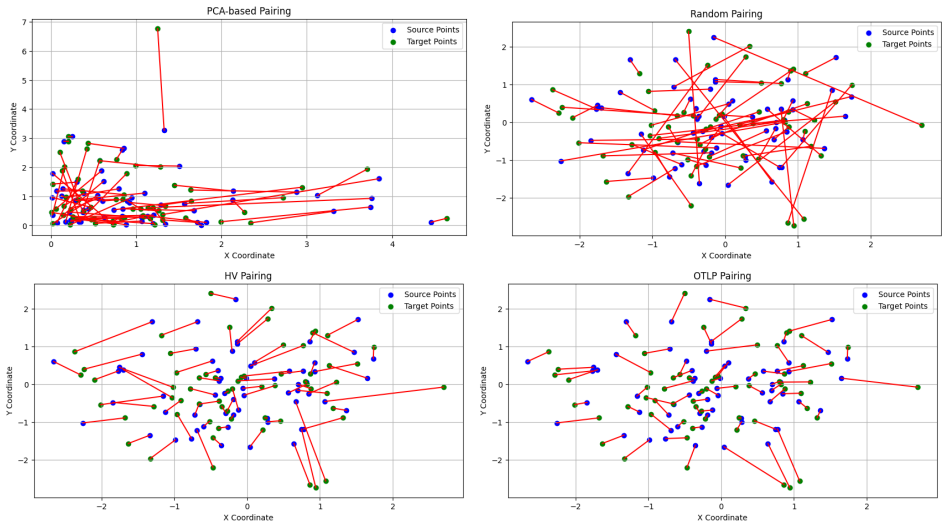 PCA-based Pairing
Source Points
Target Points
Y Coordinate
7
6
5
4
3
2
1
0
0 1 2 3 4
X Coordinate
Random Pairing
Source Points
Target Points
Y Coordinate
2
1
0
−1
−2
−2 −1 0 1 2
X Coordinate
HV Pairing
Source Points
Target Points
Y Coordinate
2
1
0
−1
−2
−2 −1 0 1 2
X Coordinate
OTLP Pairing
Source Points
Target Points
Y Coordinate
2
1
0
−1
−2
−2 −1 0 1 2
X Coordinate